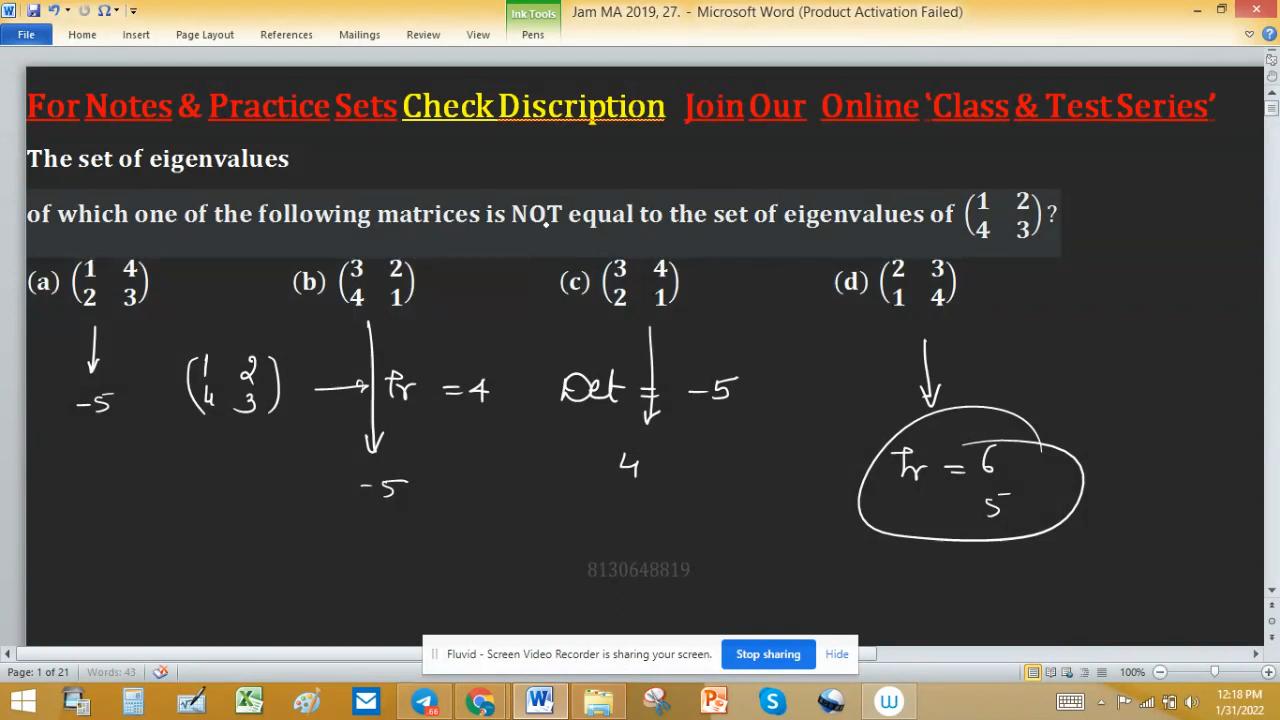 Ink Tools
Jam MA 2019, 27. - Microsoft Word (Product Activation Failed)
File Home Insert Page Layout References Mailings Review View Pens
For Notes & Practice Sets Check Discription Join Our Online 'Class & Test Series'
The set of eigenvalues
of which one of the following matrices is NOT equal to the set of eigenvalues of (1 2
4 3)?
(a) (1 4
2 3) (b) (3 2
4 1) (c) (3 4
2 1) (d) (2 3
1 4)
-5
(1 2
4 3) → Tr = 4 Det = -5
-5
4
Tr = 6
5
8130648819
Fluvid - Screen Video Recorder is sharing your screen. Stop sharing Hide
Page: 1 of 21 Words: 43 100%
66
12:18 PM
1/31/2022